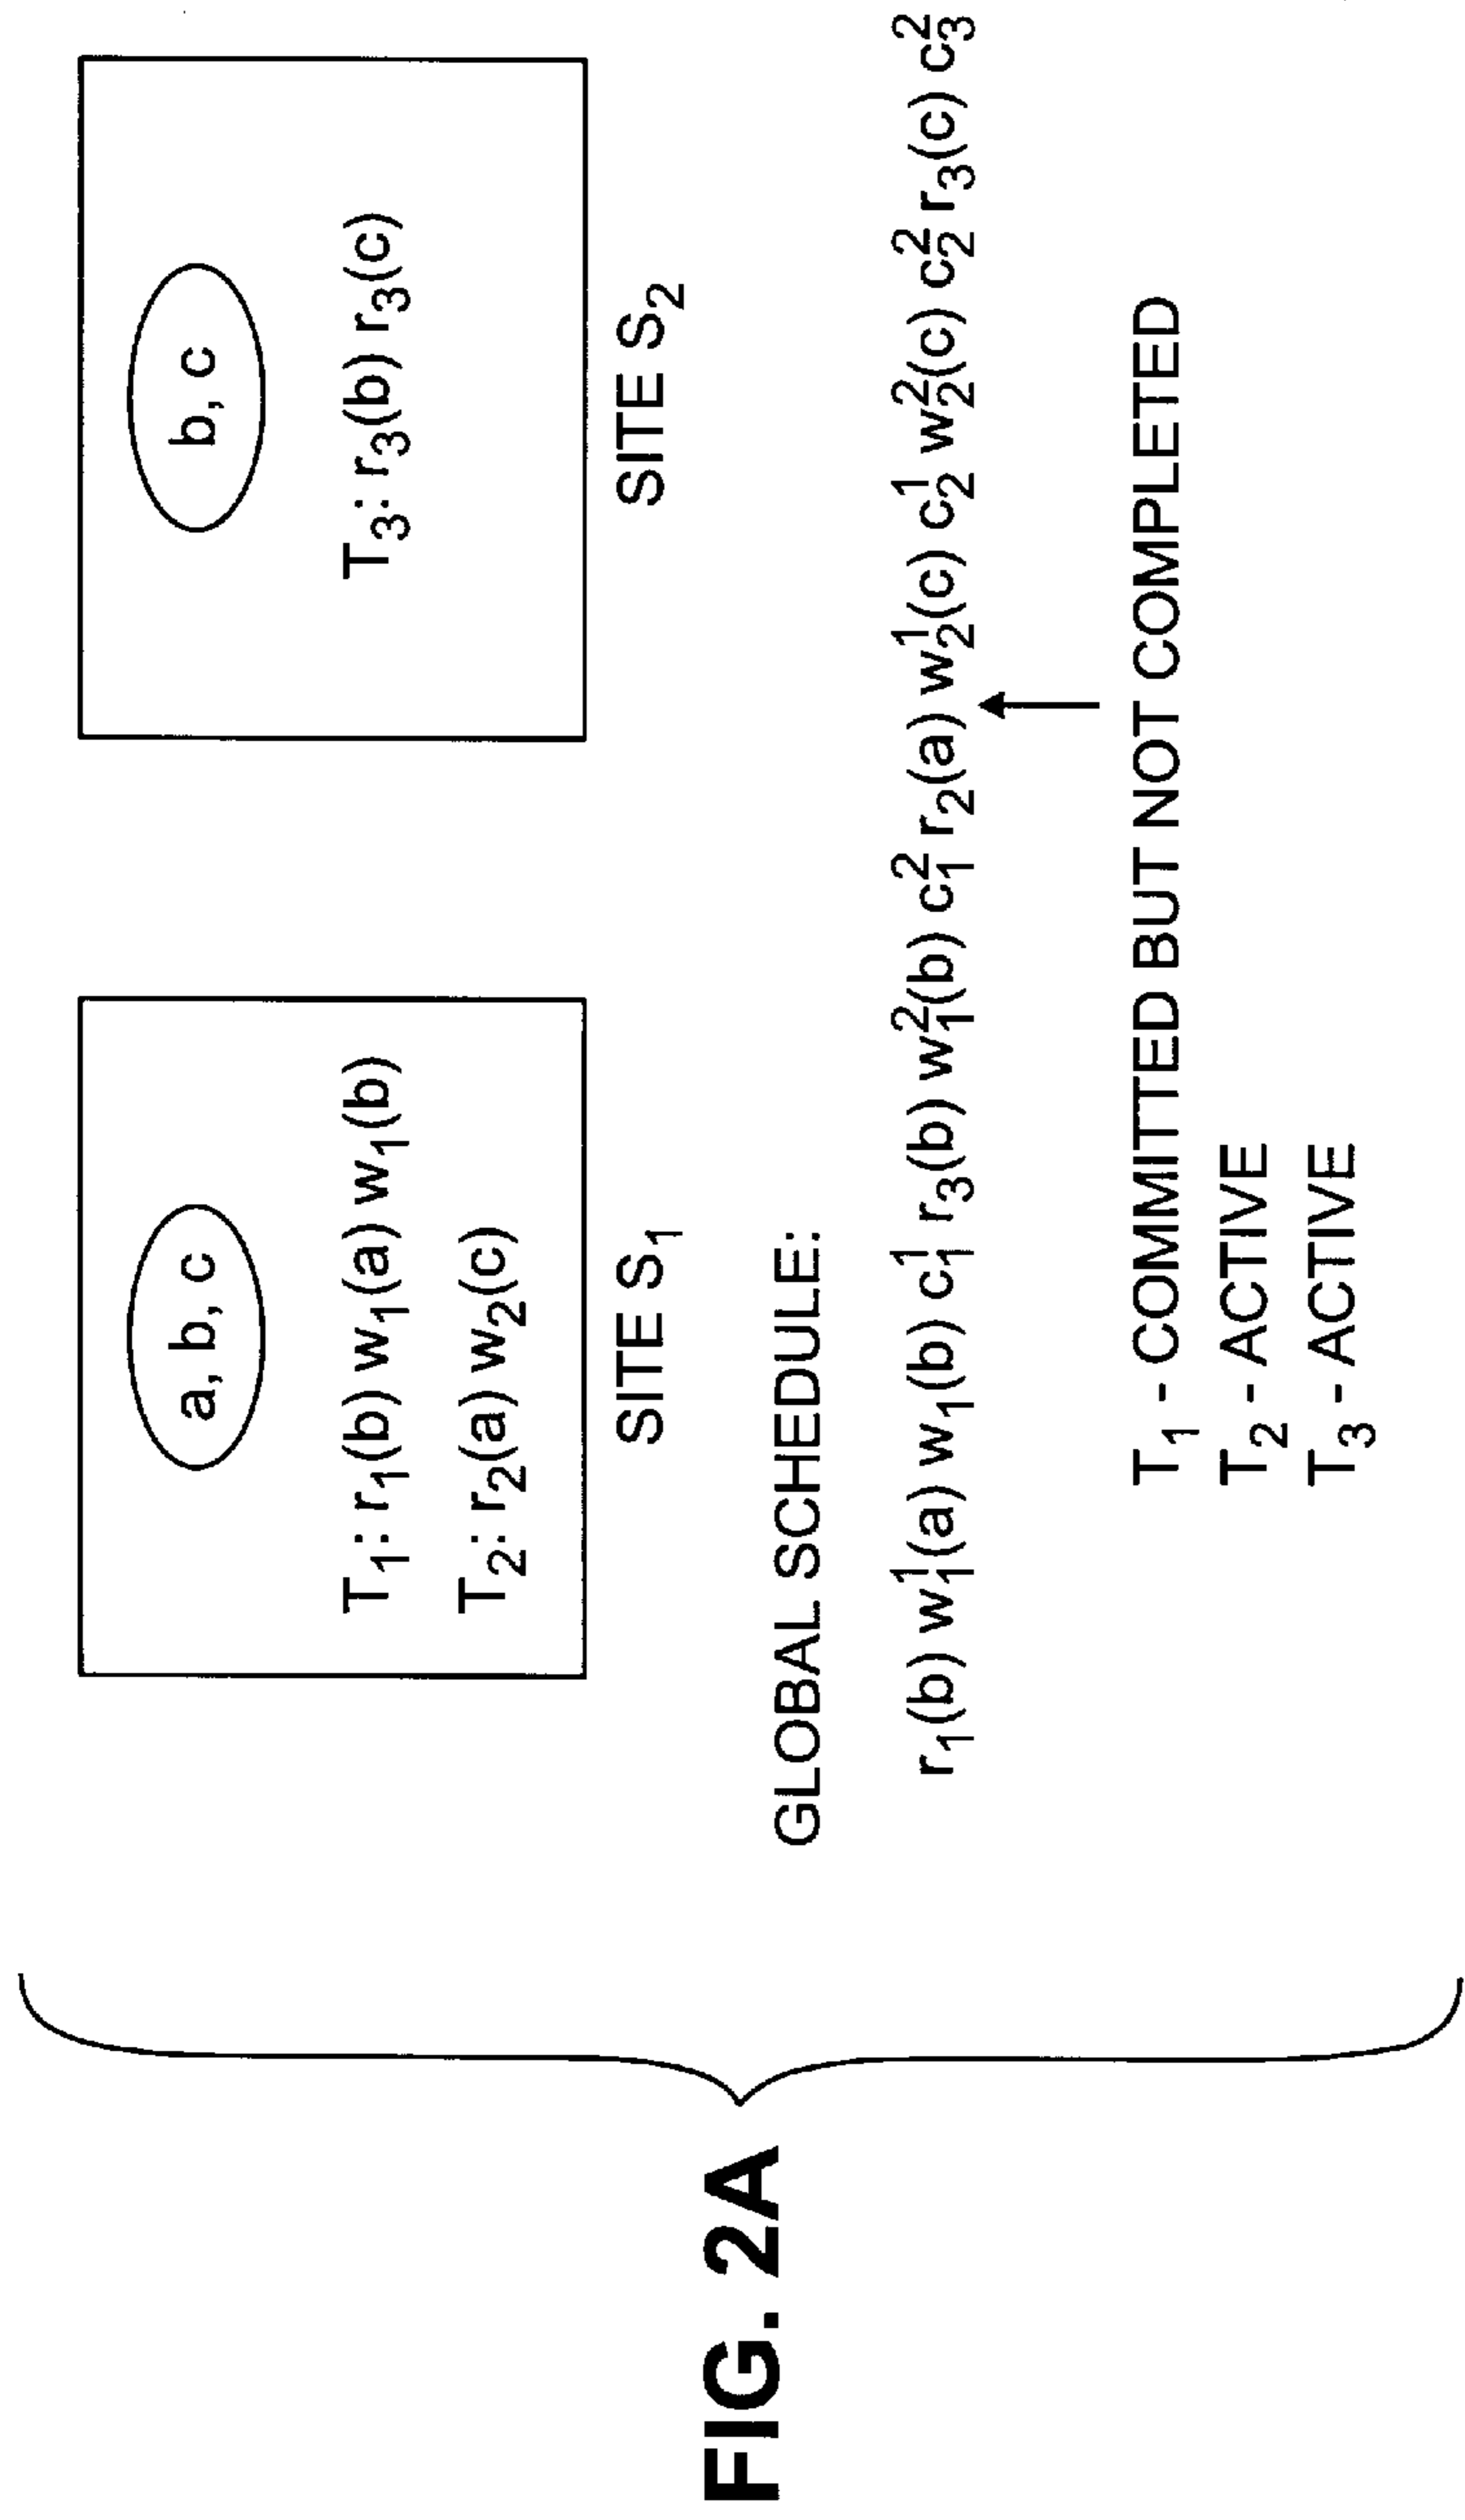 a, b, c
T₁: r₁(b) w₁(a) w₁(b)
T₂: r₂(a) w₂(c)
SITE S₁
b, c
T₃: r₃(b) r₃(c)
SITE S₂
GLOBAL SCHEDULE:
r₁(b) w₁¹(a) w₁¹(b) c₁¹ r₃(b) w₁²(b) c₁² r₂(a) w₂¹(c) c₂¹ w₂²(c) c₂² r₃(c) c₃²
T₁ - COMMITTED BUT NOT COMPLETED
T₂ - ACTIVE
T₃ - ACTIVE
FIG. 2A